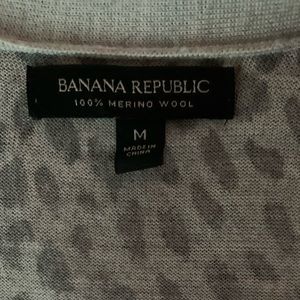 BANANA REPUBLIC
100% MERINO WOOL
M
MADE IN
CHINA